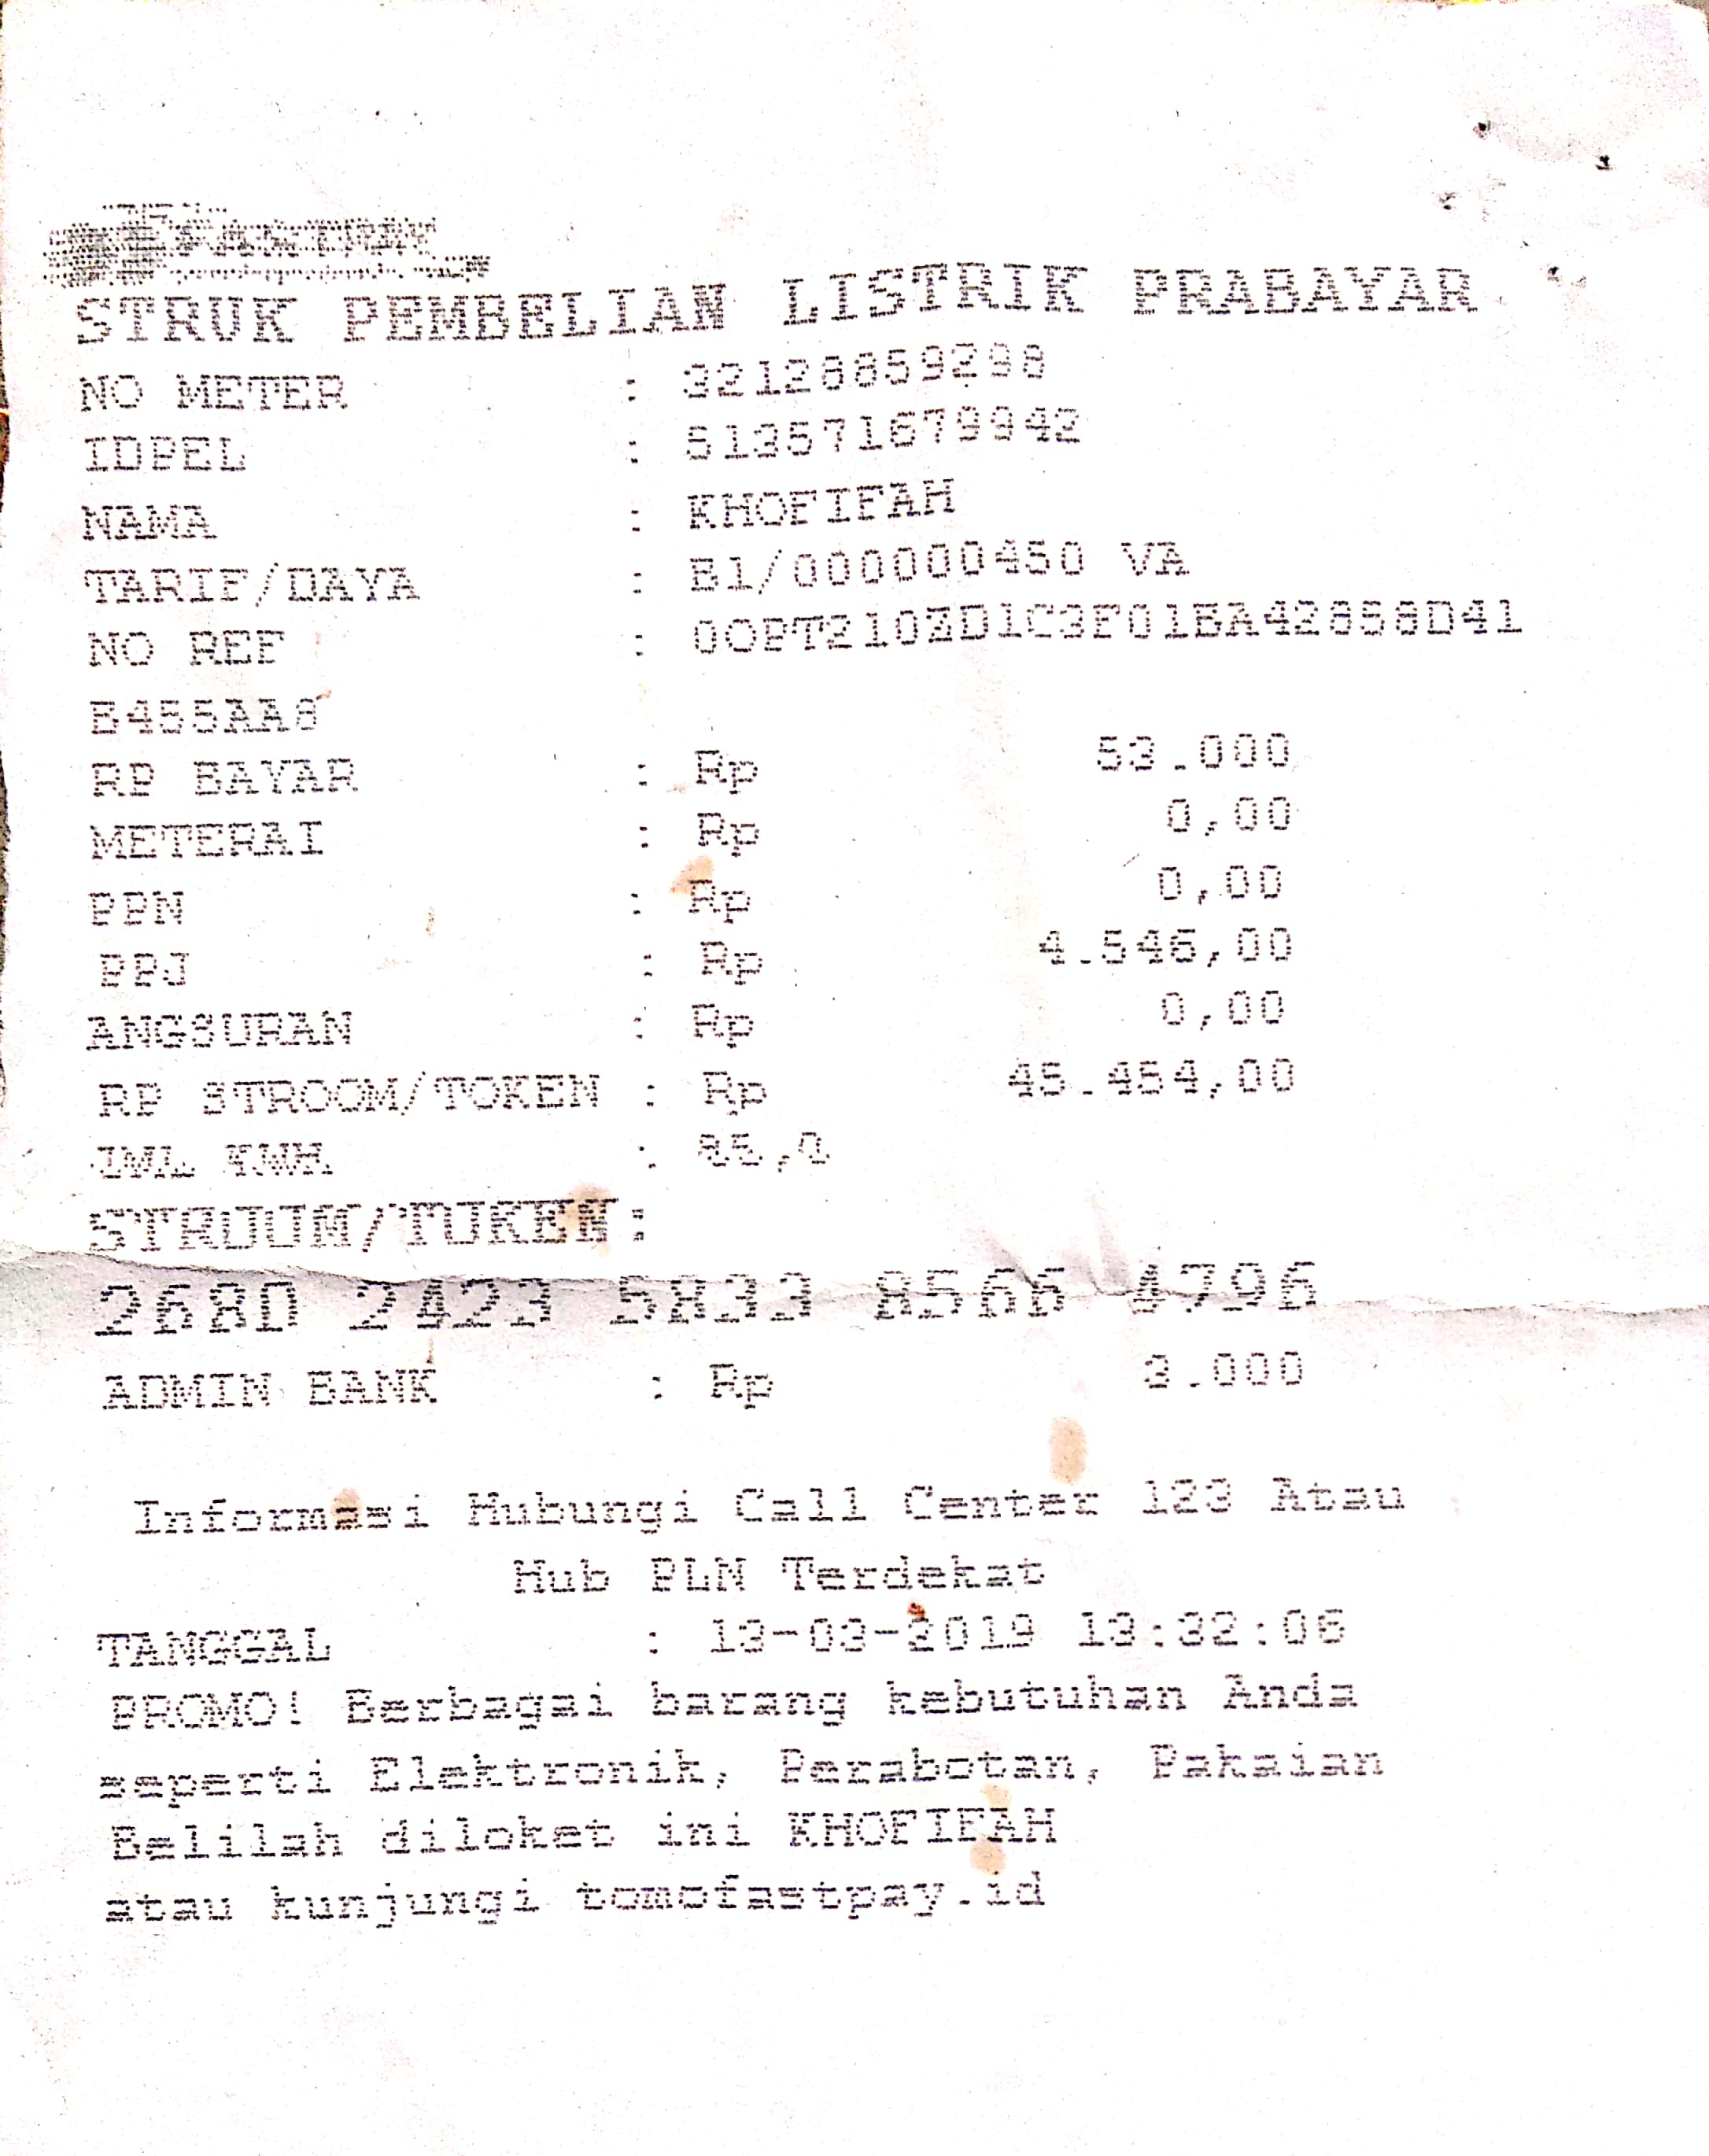 STRUK PEMBELIAN LISTRIK PRABAYAR
NO METER : 32128859298
IDPEL : 513571679942
NAMA : KHOFIFAH
TARIF/DAYA : B1/000000450 VA
NO REF : 0OPT210ZD1C3F01BA42858D41
B455AA8
RP BAYAR : Rp 53.000
METERAI : Rp 0,00
PPN : Rp 0,00
PPJ : Rp 4.546,00
ANGSURAN : Rp 0,00
RP STROOM/TOKEN : Rp 45.454,00
JML KWH : 85,0
STROOM/TOKEN:
2680 2423 5833 8566 4796
ADMIN BANK : Rp 3.000
Informasi Hubungi Call Center 123 Atau
Hub PLN Terdekat
TANGGAL : 13-03-2019 13:32:06
PROMO! Berbagai barang kebutuhan Anda
seperti Elektronik, Perabotan, Pakaian
Belilah diloket ini KHOFIFAH
atau kunjungi tomofastpay.id